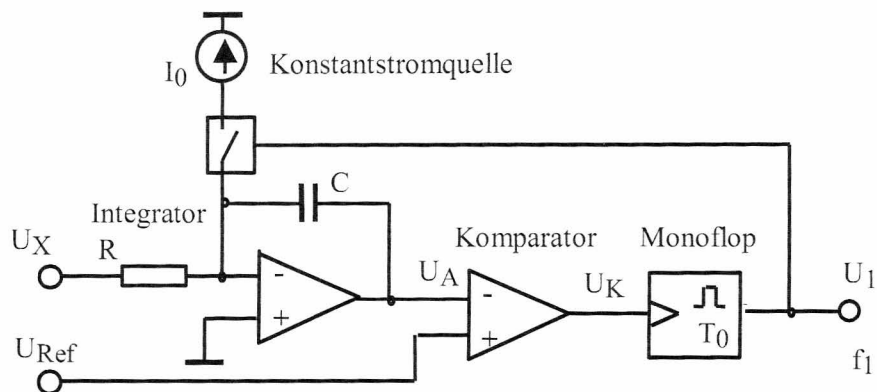 I0
Konstantstromquelle
C
Integrator
Komparator
Monoflop
UX
R
UA
UK
U1
-
+
-
+
T0
URef
f1